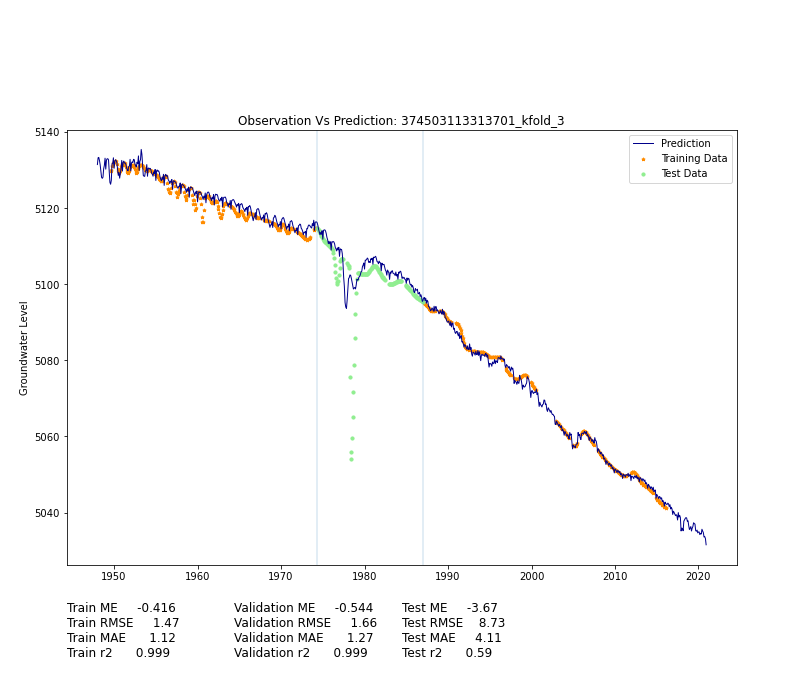 Observation Vs Prediction: 374503113313701_kfold_3
5140
5120
5100
5080
5060
5040
Groundwater Level
Prediction
Training Data
Test Data
1950 1960 1970 1980 1990 2000 2010 2020
Train ME -0.416 Validation ME -0.544 Test ME -3.67
Train RMSE 1.47 Validation RMSE 1.66 Test RMSE 8.73
Train MAE 1.12 Validation MAE 1.27 Test MAE 4.11
Train r2 0.999 Validation r2 0.999 Test r2 0.59